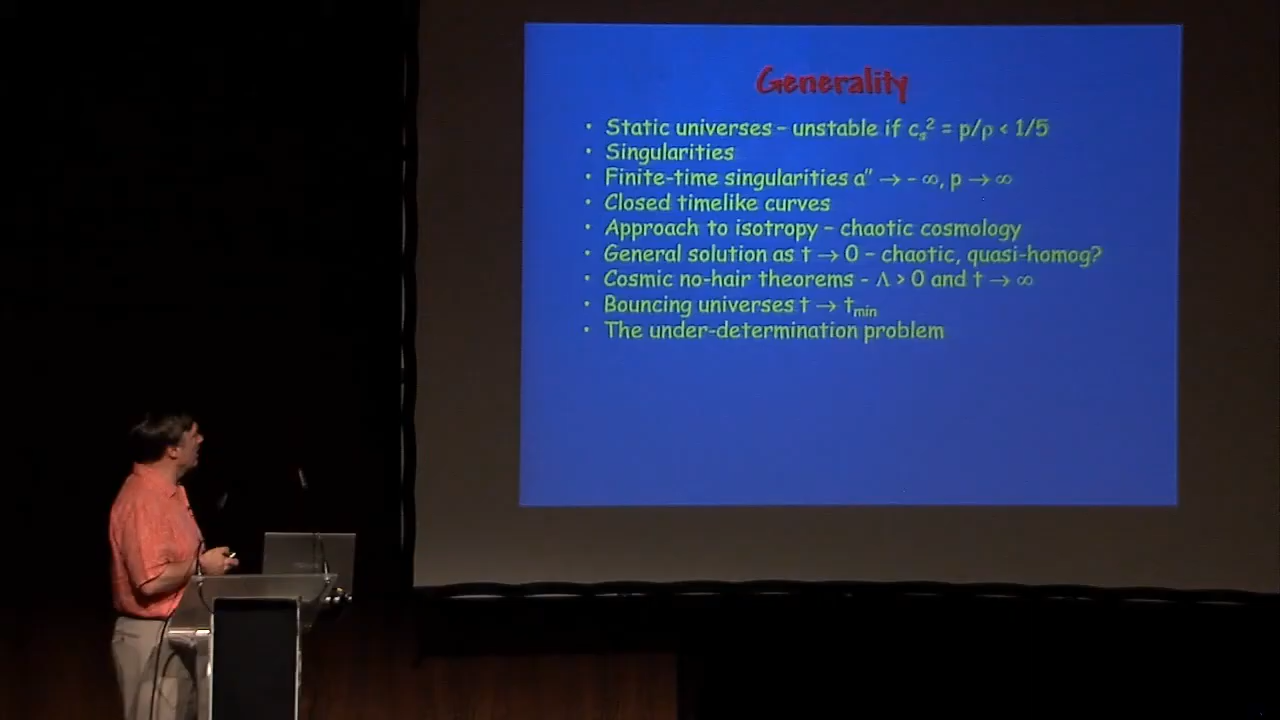 Generality
• Static universes – unstable if cₛ² = p/ρ < 1/5
• Singularities
• Finite-time singularities a″ → - ∞, p → ∞
• Closed timelike curves
• Approach to isotropy – chaotic cosmology
• General solution as t → 0 – chaotic, quasi-homog?
• Cosmic no-hair theorems - Λ > 0 and t → ∞
• Bouncing universes t → tₘᵢₙ
• The under-determination problem